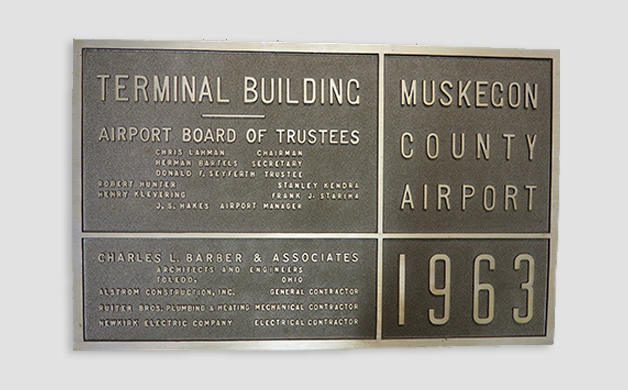 TERMINAL BUILDING
AIRPORT BOARD OF TRUSTEES
CHRIS LAHMAN CHAIRMAN
HERMAN BARTELS SECRETARY
DONALD F. SEYFERTH TRUSTEE
ROBERT HUNTER STANLEY KENDRA
HENRY KLEVERING FRANK J. STARIHA
J. S. HAKES AIRPORT MANAGER
MUSKEGON
COUNTY
AIRPORT
CHARLES L. BARBER & ASSOCIATES
ARCHITECTS AND ENGINEERS
TOLEDO, OHIO
ALSTROM CONSTRUCTION, INC. GENERAL CONTRACTOR
RUITER BROS. PLUMBING & HEATING MECHANICAL CONTRACTOR
NEWKIRK ELECTRIC COMPANY ELECTRICAL CONTRACTOR
1963